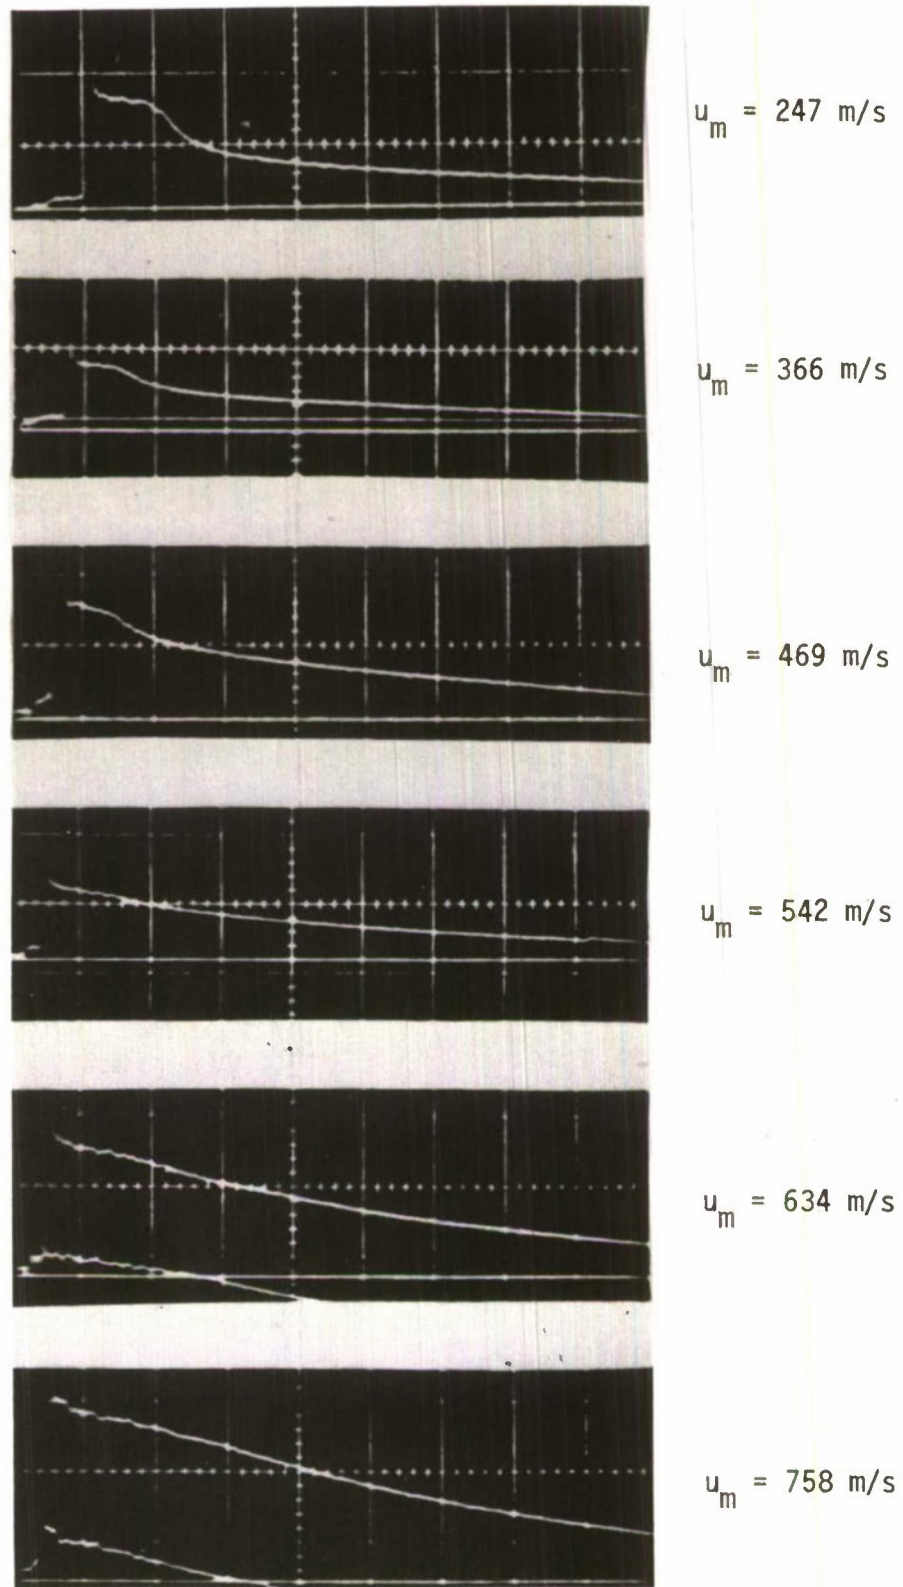 u_m = 247 m/s
u_m = 366 m/s
u_m = 469 m/s
u_m = 542 m/s
u_m = 634 m/s
u_m = 758 m/s